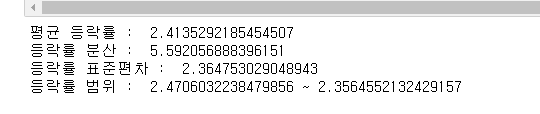 평균 등락률 :  2.4135292185454507
등락률 분산 :  5.592056888396151
등락률 표준편차 :  2.364753029048943
등락률 범위 :  2.4706032238479856 ~ 2.3564552132429157